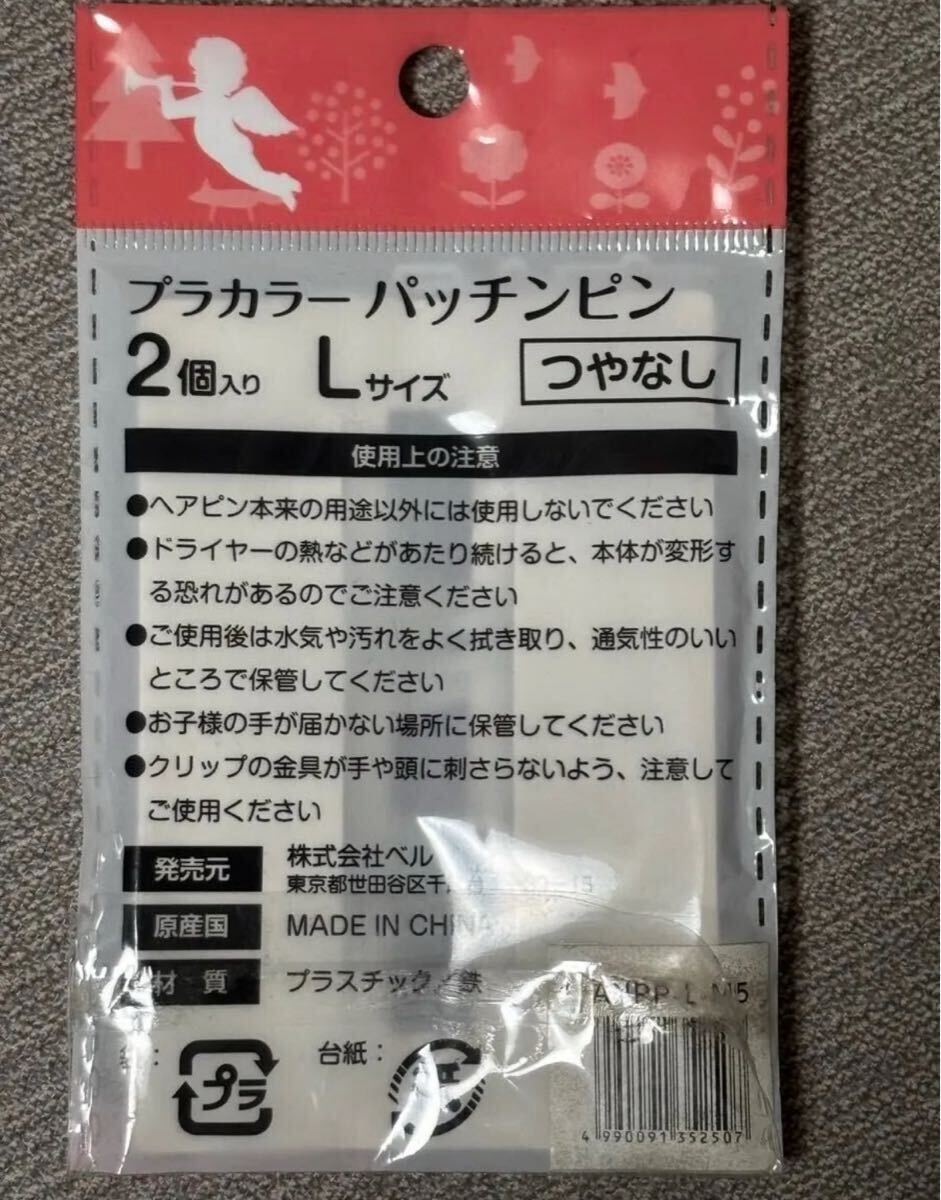 プラカラー パッチンピン
2個入り Lサイズ つやなし
使用上の注意
●ヘアピン本来の用途以外には使用しないでください
●ドライヤーの熱などがあたり続けると、本体が変形す
る恐れがあるのでご注意ください
●ご使用後は水気や汚れをよく拭き取り、通気性のいい
ところで保管してください
●お子様の手が届かない場所に保管してください
●クリップの金具が手や頭に刺さらないよう、注意して
ご使用ください
発売元 株式会社ベル
東京都世田谷区千
原産国 MADE IN CHINA
材 質 プラスチック/鉄
プラ
台紙：
4 990091 352507